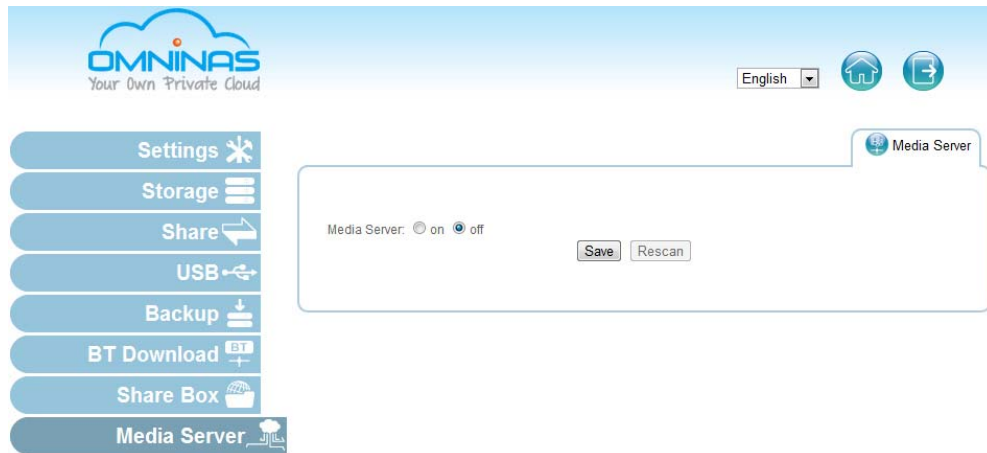 OMNINAS
Your Own Private Cloud
English
Settings
Media Server
Storage
Share
Media Server: on off
Save Rescan
USB
Backup
BT Download BT
Share Box
Media Server